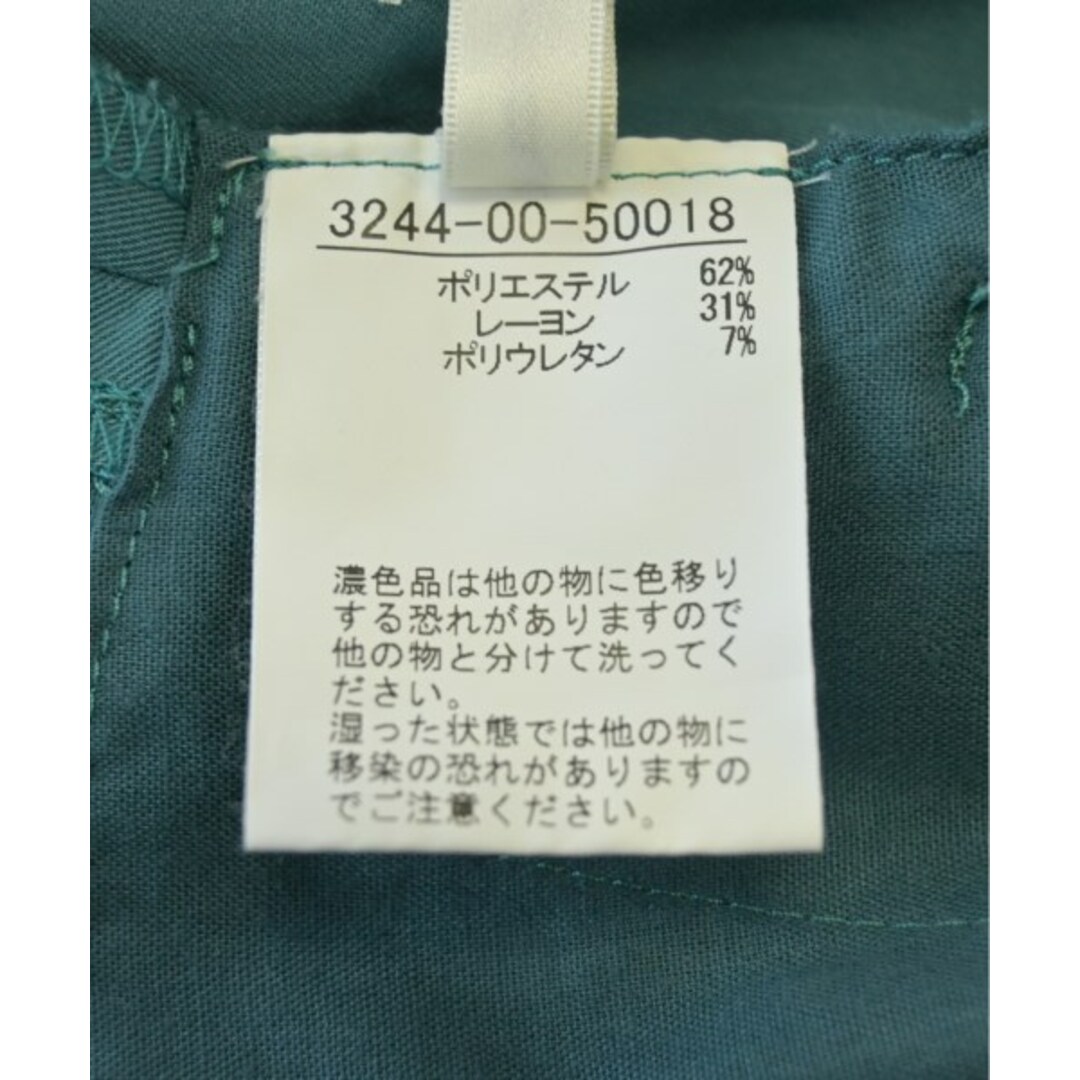 3244-00-50018
ポリエステル 62%
レーヨン 31%
ポリウレタン 7%
濃色品は他の物に色移り
する恐れがありますので
他の物と分けて洗ってく
ださい。
湿った状態では他の物に
移染の恐れがありますの
でご注意ください。